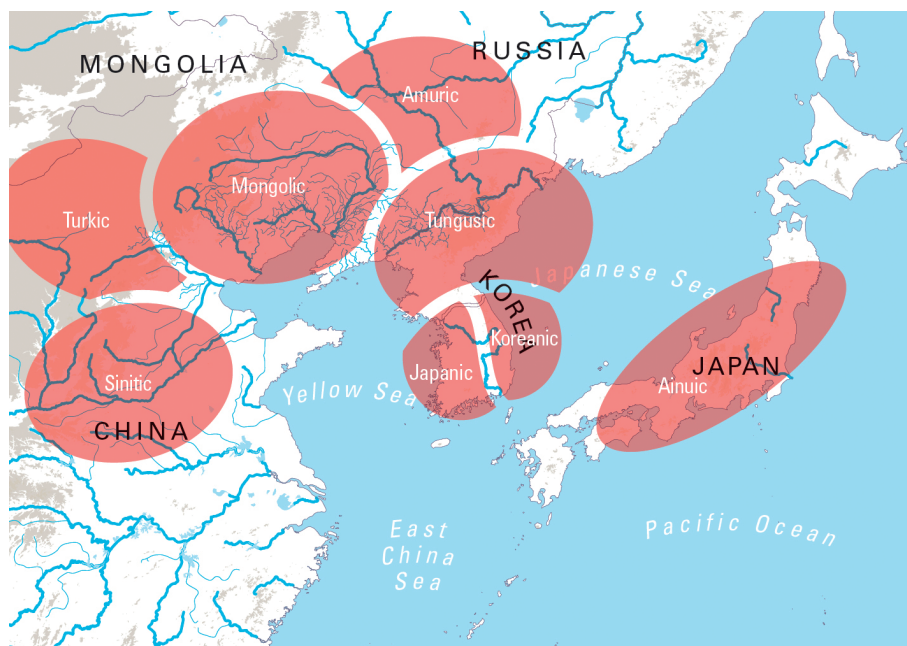 RUSSIA
MONGOLIA
Amuric
Mongolic
Turkic
Tungusic
KOREA
Japanese Sea
Koreanic
JAPAN
Japanic
Sinitic
Ainuic
Yellow Sea
CHINA
East
China
Sea
Pacific Ocean